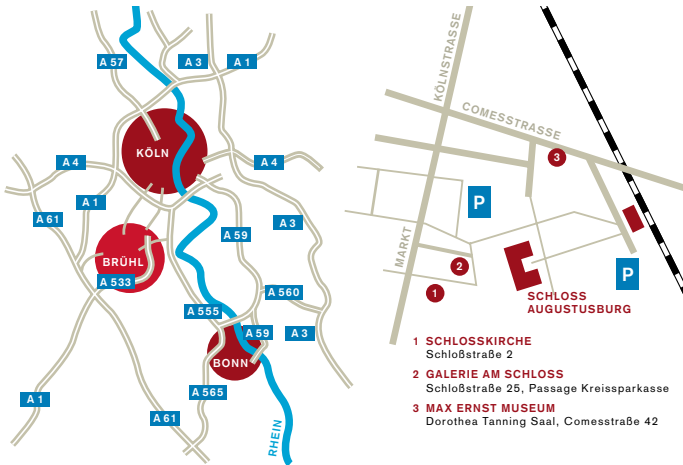 A 57
A 3
A 1
KÖLN
A 4
A 4
A 1
A 61
A 59
A 3
BRÜHL
A 533
A 560
A 555
A 59
A 3
BONN
A 565
A 1
A 61
RHEIN
KÖLNSTRASSE
COMESSTRASSE
3
P
MARKT
2
P
1
SCHLOSS
AUGUSTUSBURG
1 SCHLOSSKIRCHE
Schloßstraße 2
2 GALERIE AM SCHLOSS
Schloßstraße 25, Passage Kreissparkasse
3 MAX ERNST MUSEUM
Dorothea Tanning Saal, Comesstraße 42